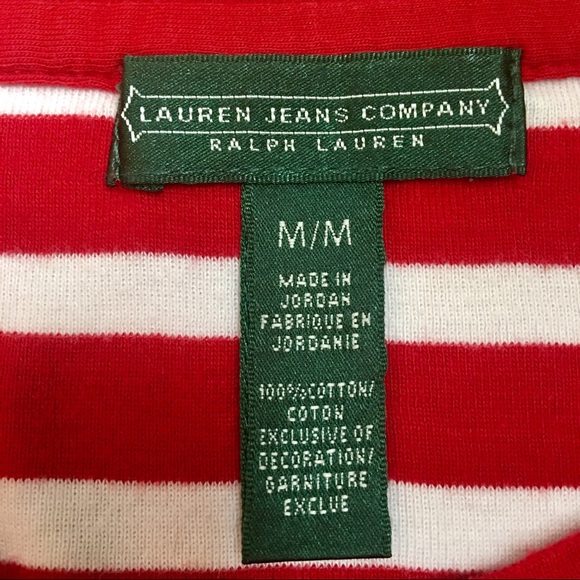 LAUREN JEANS COMPANY
RALPH LAUREN
M/M
MADE IN
JORDAN
FABRIQUE EN
JORDANIE
100%COTTON/
COTON
EXCLUSIVE OF
DECORATION/
GARNITURE
EXCLUE